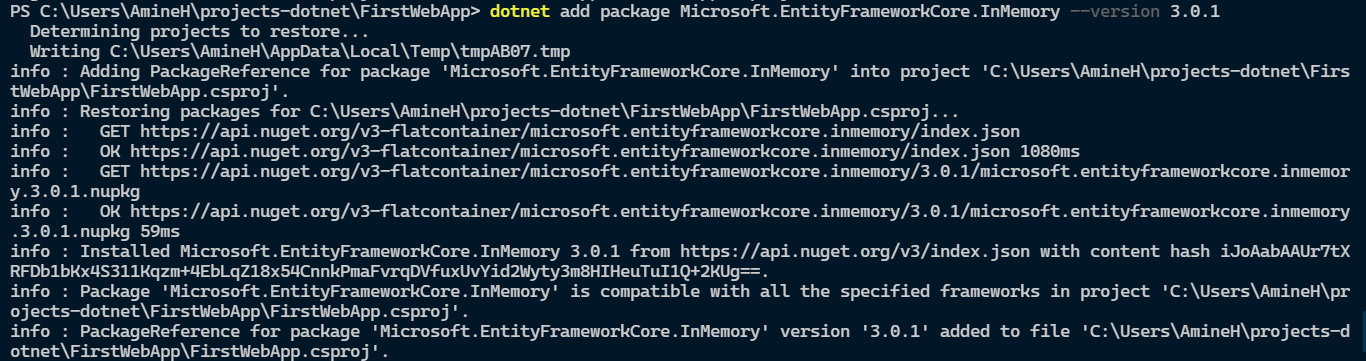 PS C:\Users\AmineH\projects-dotnet\FirstWebApp> dotnet add package Microsoft.EntityFrameworkCore.InMemory --version 3.0.1
  Determining projects to restore...
  Writing C:\Users\AmineH\AppData\Local\Temp\tmpAB07.tmp
info : Adding PackageReference for package 'Microsoft.EntityFrameworkCore.InMemory' into project 'C:\Users\AmineH\projects-dotnet\Firs
tWebApp\FirstWebApp.csproj'.
info : Restoring packages for C:\Users\AmineH\projects-dotnet\FirstWebApp\FirstWebApp.csproj...
info :   GET https://api.nuget.org/v3-flatcontainer/microsoft.entityframeworkcore.inmemory/index.json
info :   OK https://api.nuget.org/v3-flatcontainer/microsoft.entityframeworkcore.inmemory/index.json 1080ms
info :   GET https://api.nuget.org/v3-flatcontainer/microsoft.entityframeworkcore.inmemory/3.0.1/microsoft.entityframeworkcore.inmemor
y.3.0.1.nupkg
info :   OK https://api.nuget.org/v3-flatcontainer/microsoft.entityframeworkcore.inmemory/3.0.1/microsoft.entityframeworkcore.inmemory
.3.0.1.nupkg 59ms
info : Installed Microsoft.EntityFrameworkCore.InMemory 3.0.1 from https://api.nuget.org/v3/index.json with content hash iJoAabAAUr7tX
RFDb1bKx4S311Kqzm+4EbLqZ18x54CnnkPmaFvrqDVfuxUvYid2Wyty3m8HIHeuTuI1Q+2KUg==.
info : Package 'Microsoft.EntityFrameworkCore.InMemory' is compatible with all the specified frameworks in project 'C:\Users\AmineH\pr
ojects-dotnet\FirstWebApp\FirstWebApp.csproj'.
info : PackageReference for package 'Microsoft.EntityFrameworkCore.InMemory' version '3.0.1' added to file 'C:\Users\AmineH\projects-d
otnet\FirstWebApp\FirstWebApp.csproj'.